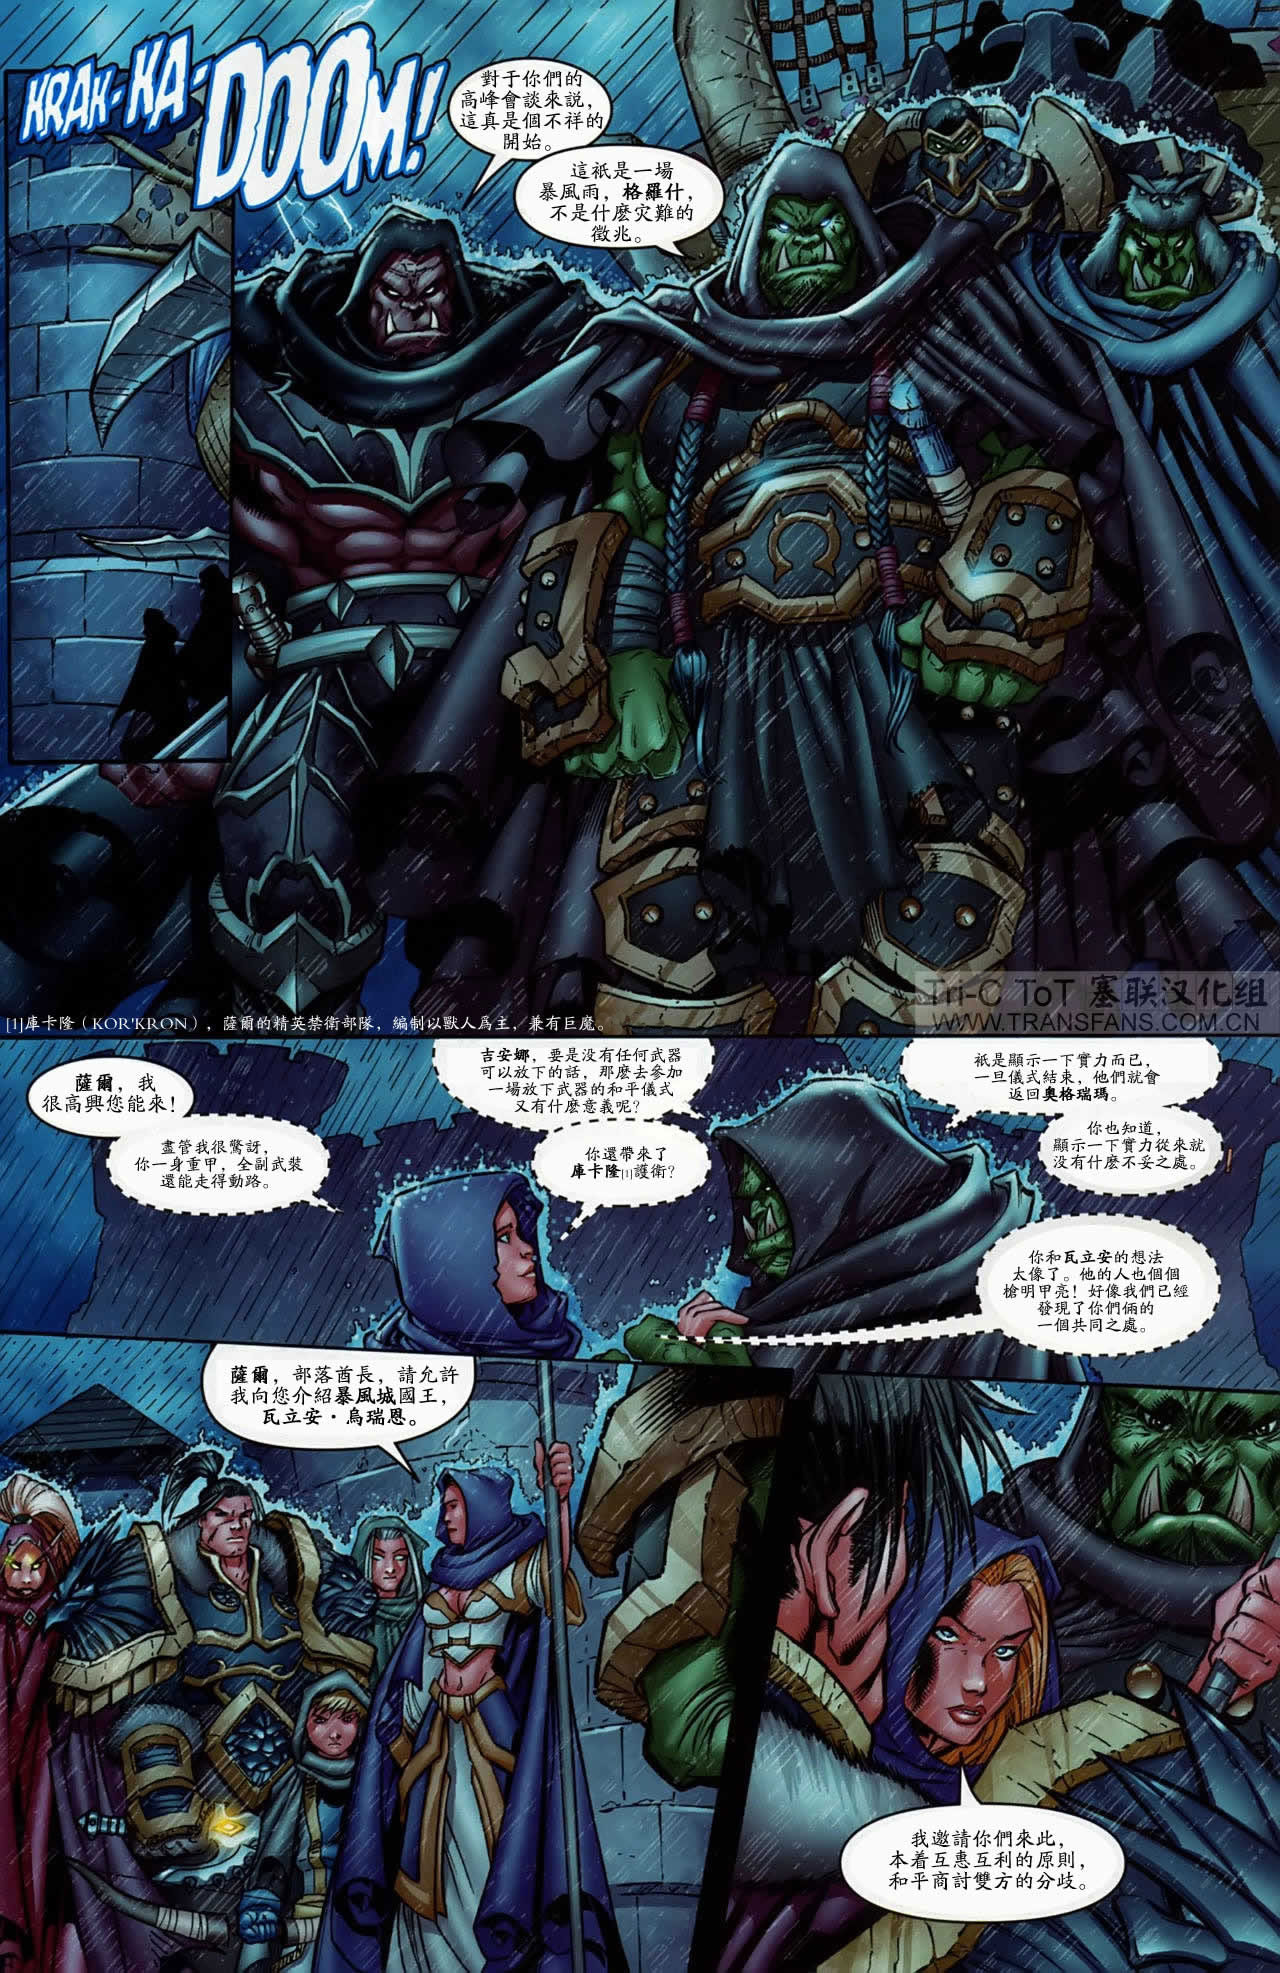 KRAK-KA-DOOM!
對于你們的
高峰會談來說，
這真是個不祥的
開始。
這衹是一場
暴風雨，格羅什，
不是什麽灾難的
徵兆。
Tri-C ToT 塞联汉化组
WWW.TRANSFANS.COM.CN
[1]庫卡隆（KOR'KRON），薩爾的精英禁衛部隊，編制以獸人爲主，兼有巨魔。
薩爾，我
很高興您能來！
盡管我很驚訝，
你一身重甲，全副武裝
還能走得動路。
吉安娜，要是没有任何武器
可以放下的話，那麽去參加
一場放下武器的和平儀式
又有什麽意義呢？
你還帶來了
庫卡隆[1]護衛？
衹是顯示一下實力而已，
一旦儀式結束，他們就會
返回奥格瑞瑪。
你也知道，
顯示一下實力從來就
没有什麽不妥之處。
你和瓦立安的想法
太像了。他的人也個個
槍明甲亮！好像我們已經
發現了你們倆的
一個共同之處。
薩爾，部落酋長，請允許
我向您介紹暴風城國王，
瓦立安·烏瑞恩。
我邀請你們來此，
本着互惠互利的原則，
和平商討雙方的分歧。